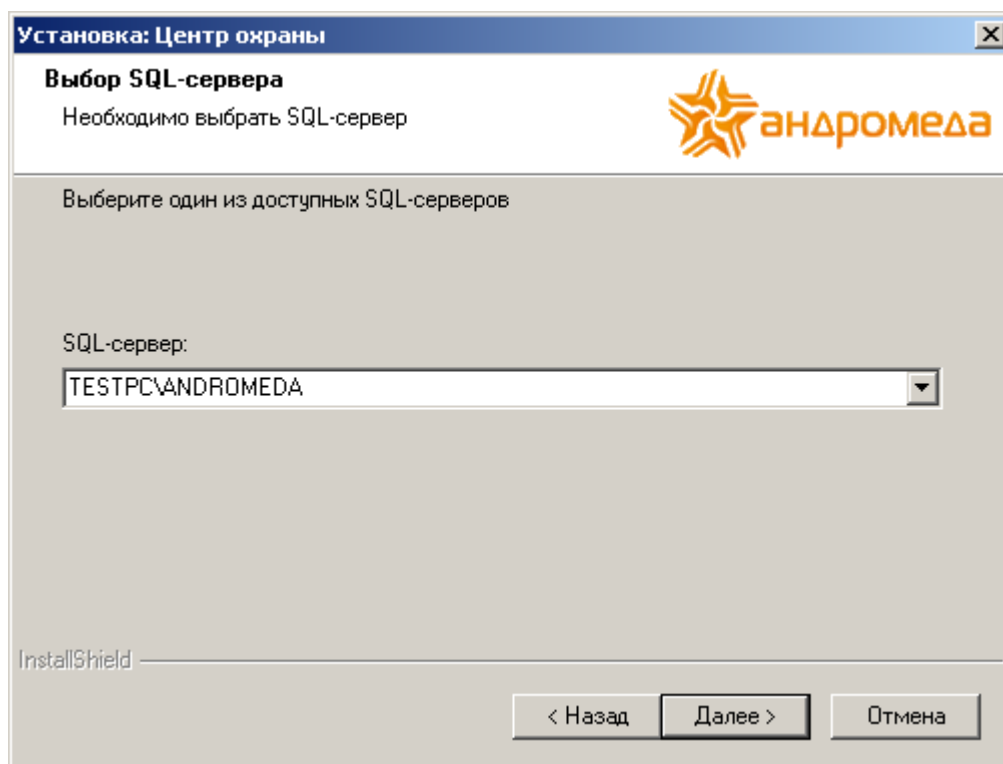 Установка: Центр охраны
Выбор SQL-сервера
Необходимо выбрать SQL-сервер
андромеда
Выберите один из доступных SQL-серверов
SQL-сервер:
TESTPC\ANDROMEDA
InstallShield
< Назад
Далее >
Отмена